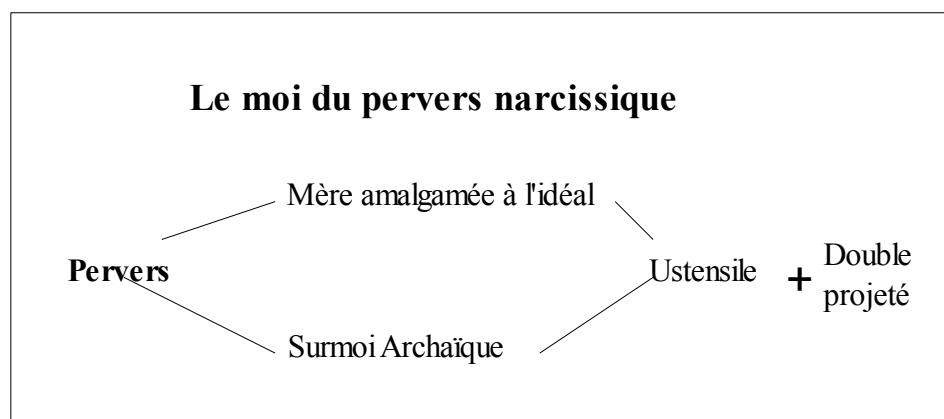 Le moi du pervers narcissique
Mère amalgamée à l'idéal
Pervers
Ustensile + Double
projeté
Surmoi Archaïque